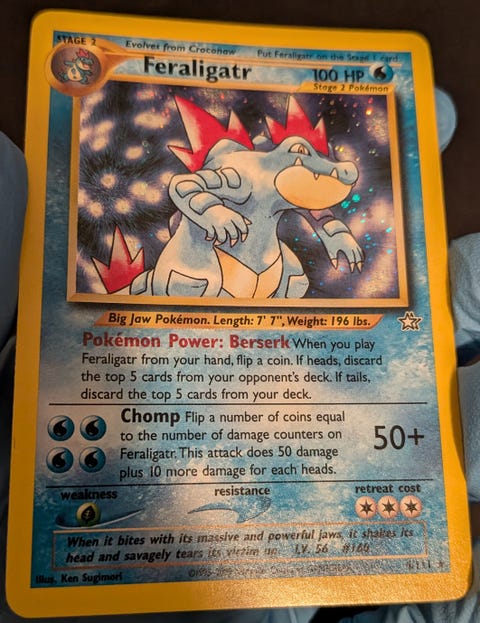 STAGE 2 Evolves from Croconaw Put Feraligatr on the Stage 1 card
Feraligatr 100 HP
Stage 2 Pokémon
Big Jaw Pokémon. Length: 7' 7", Weight: 196 lbs.
Pokémon Power: Berserk When you play
Feraligatr from your hand, flip a coin. If heads, discard
the top 5 cards from your opponent's deck. If tails,
discard the top 5 cards from your deck.
Chomp Flip a number of coins equal
to the number of damage counters on
Feraligatr. This attack does 50 damage
plus 10 more damage for each heads.
50+
weakness resistance retreat cost
When it bites with its massive and powerful jaws, it shakes its
head and savagely tears its victim up. LV. 56 #160
Illus. Ken Sugimori